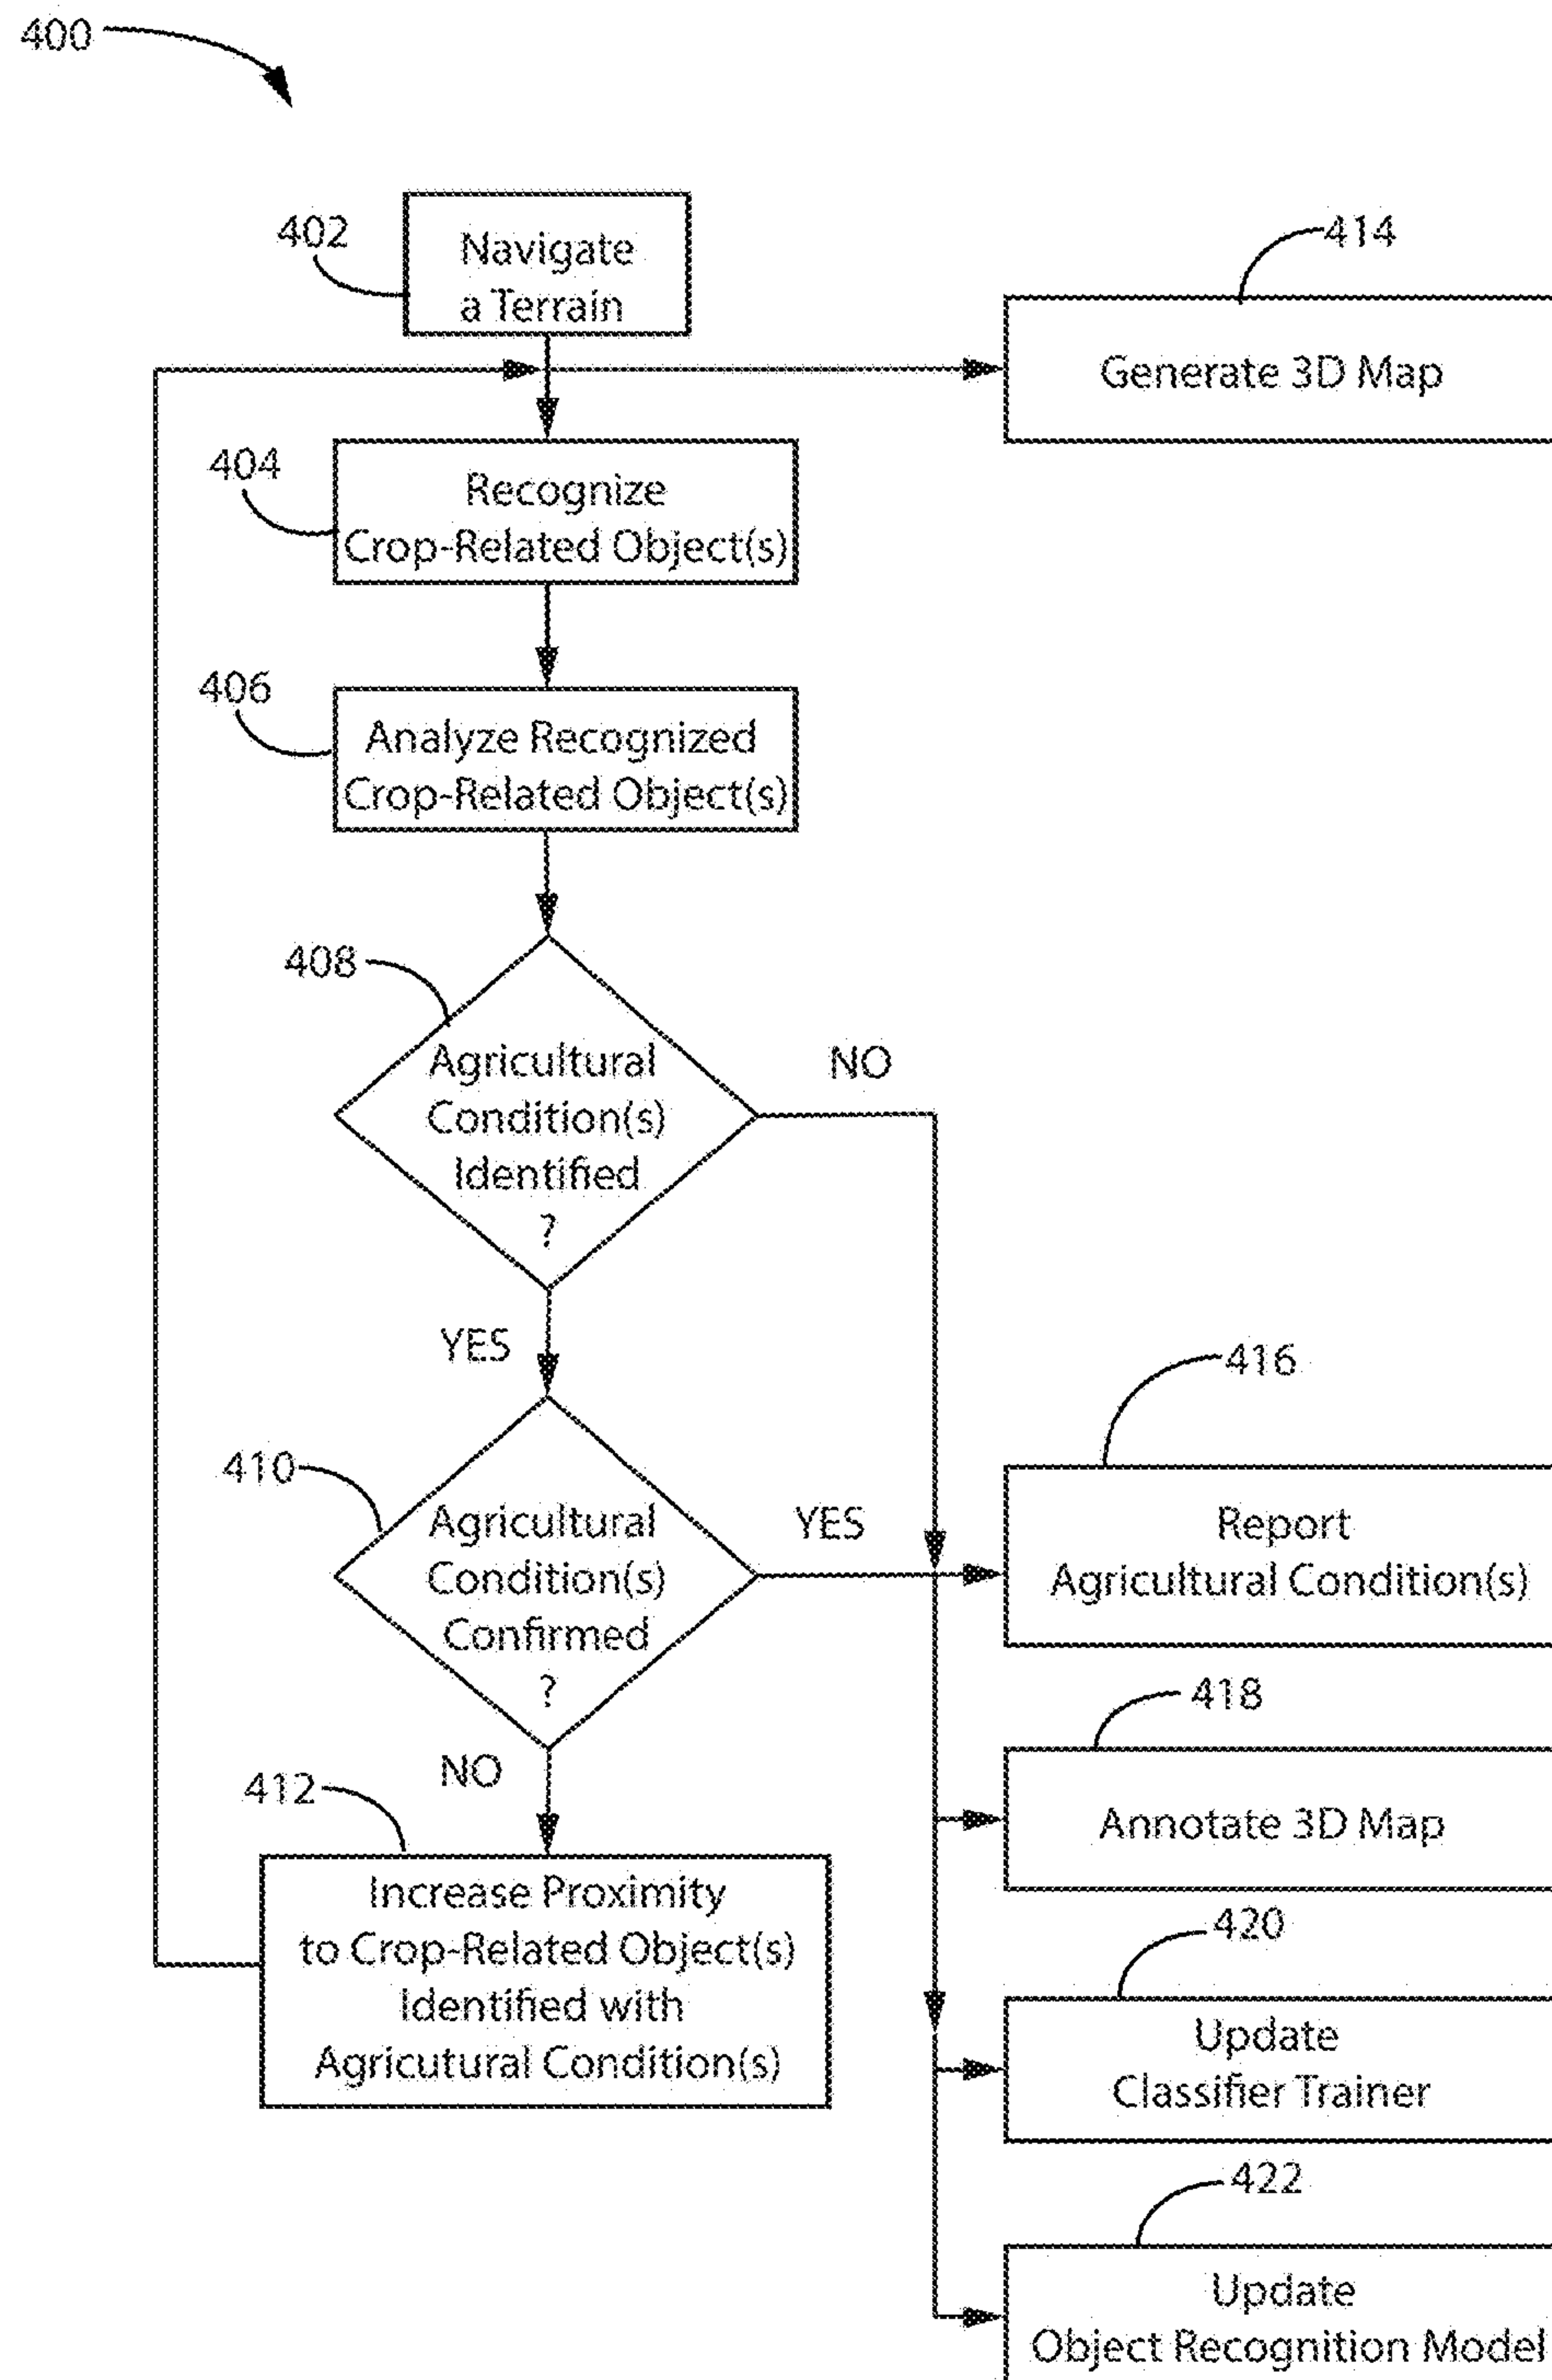 400
402
Navigate
a Terrain
414
Generate 3D Map
404
Recognize
Crop-Related Object(s)
406
Analyze Recognized
Crop-Related Object(s)
408
Agricultural
Condition(s)
Identified
?
NO
YES
410
Agricultural
Condition(s)
Confirmed
?
YES
416
Report
Agricultural Condition(s)
NO
418
Annotate 3D Map
412
Increase Proximity
to Crop-Related Object(s)
Identified with
Agricutural Condition(s)
420
Update
Classifier Trainer
422
Update
Object Recognition Model